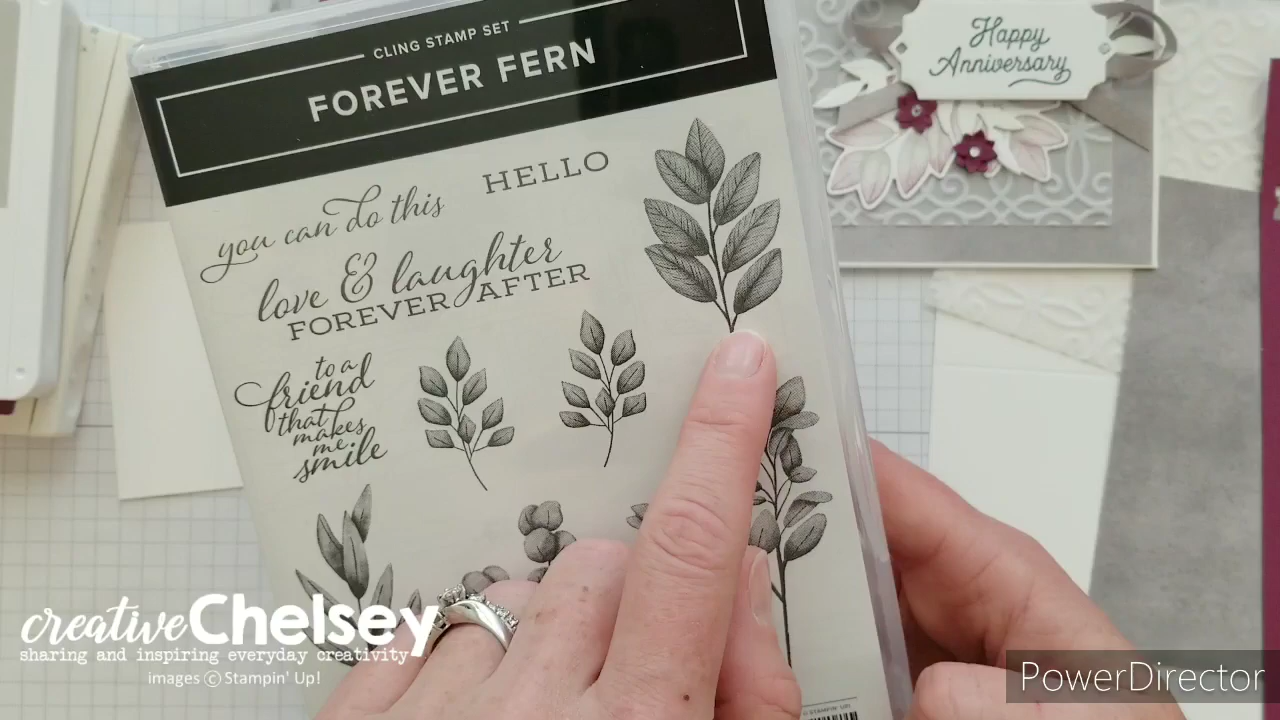 CLING STAMP SET
FOREVER FERN
HELLO
you can do this
love & laughter
FOREVER AFTER
to a
friend
that
makes
me
smile
Happy
Anniversary
creativeChelsey
sharing and inspiring everyday creativity
images © Stampin' Up!
PowerDirector